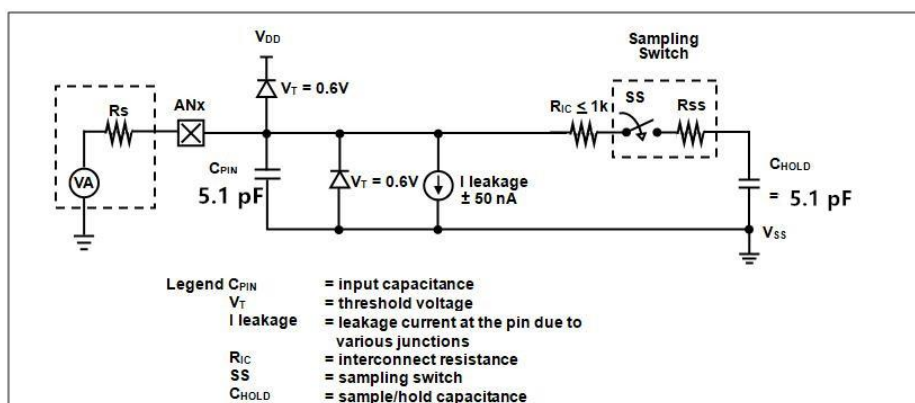 Sampling
Switch
VDD
VT = 0.6V
Rs
ANx
RIC ≤ 1k
SS
Rss
CPIN
5.1 pF
VT = 0.6V
I leakage
± 50 nA
CHOLD
= 5.1 pF
VA
VSS
Legend CPIN = input capacitance
VT = threshold voltage
I leakage = leakage current at the pin due to
various junctions
RIC = interconnect resistance
SS = sampling switch
CHOLD = sample/hold capacitance